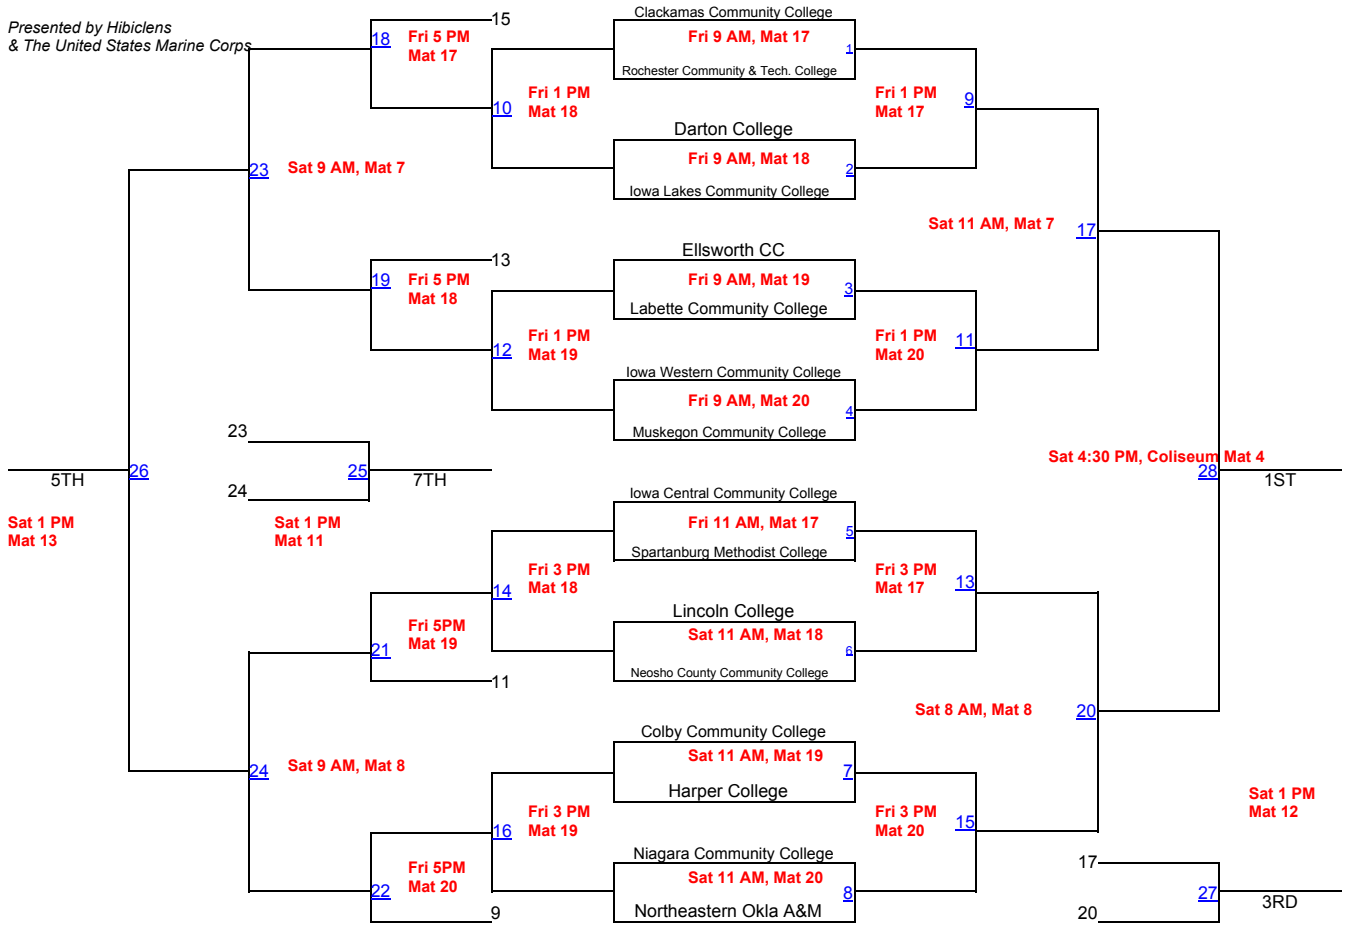 Presented by Hibiclens
& The United States Marine Corps
15
Clackamas Community College
18
Fri 5 PM
Mat 17
Fri 9 AM, Mat 17
1
Rochester Community & Tech. College
10
Fri 1 PM
Mat 18
Fri 1 PM
Mat 17
9
Darton College
Fri 9 AM, Mat 18
2
Iowa Lakes Community College
23
Sat 9 AM, Mat 7
Sat 11 AM, Mat 7
17
13
Ellsworth CC
19
Fri 5 PM
Mat 18
Fri 9 AM, Mat 19
3
Labette Community College
12
Fri 1 PM
Mat 19
Fri 1 PM
Mat 20
11
Iowa Western Community College
Fri 9 AM, Mat 20
4
Muskegon Community College
23
24
5TH
26
25
7TH
Sat 4:30 PM, Coliseum Mat 4
28
1ST
Sat 1 PM
Mat 13
Sat 1 PM
Mat 11
Iowa Central Community College
Fri 11 AM, Mat 17
5
Spartanburg Methodist College
14
Fri 3 PM
Mat 18
Fri 3 PM
Mat 17
13
Lincoln College
Sat 11 AM, Mat 18
6
Neosho County Community College
21
Fri 5PM
Mat 19
11
Sat 8 AM, Mat 8
20
Colby Community College
Sat 11 AM, Mat 19
7
Harper College
24
Sat 9 AM, Mat 8
16
Fri 3 PM
Mat 19
Fri 3 PM
Mat 20
15
Sat 1 PM
Mat 12
Niagara Community College
Sat 11 AM, Mat 20
8
Northeastern Okla A&M
22
Fri 5PM
Mat 20
9
17
27
3RD
20